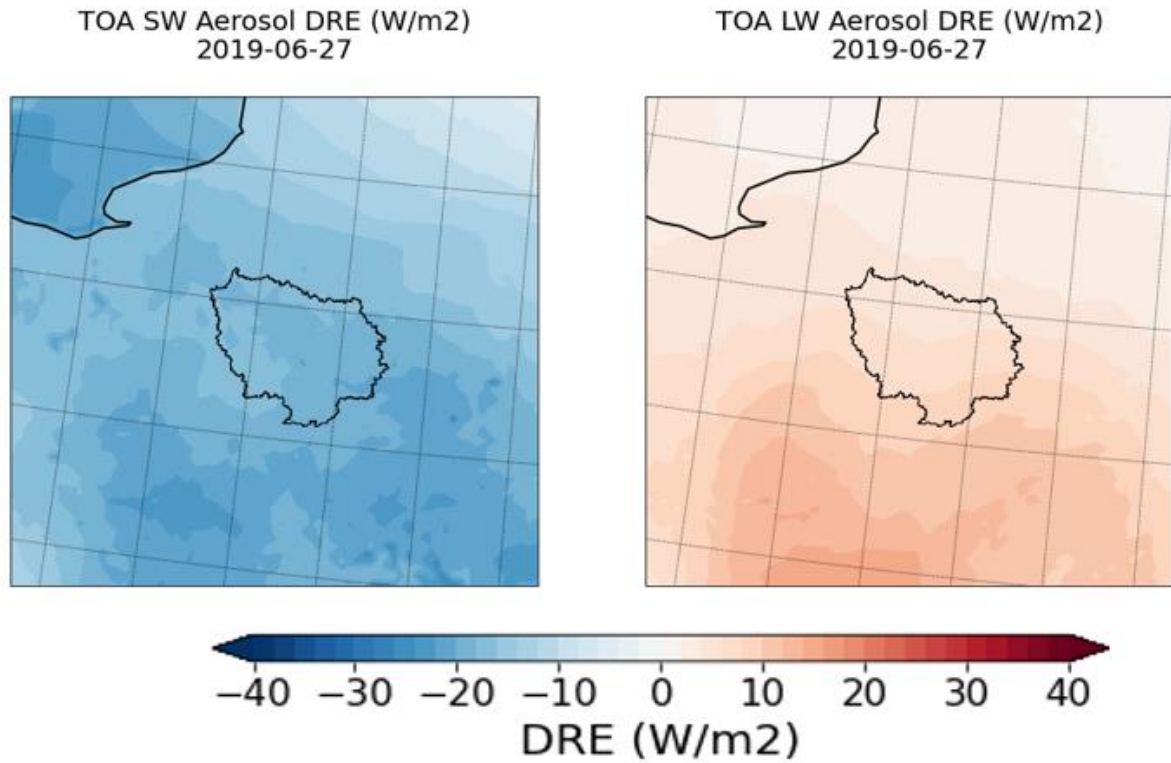 TOA SW Aerosol DRE (W/m2)
2019-06-27
TOA LW Aerosol DRE (W/m2)
2019-06-27
−40 −30 −20 −10 0 10 20 30 40
DRE (W/m2)